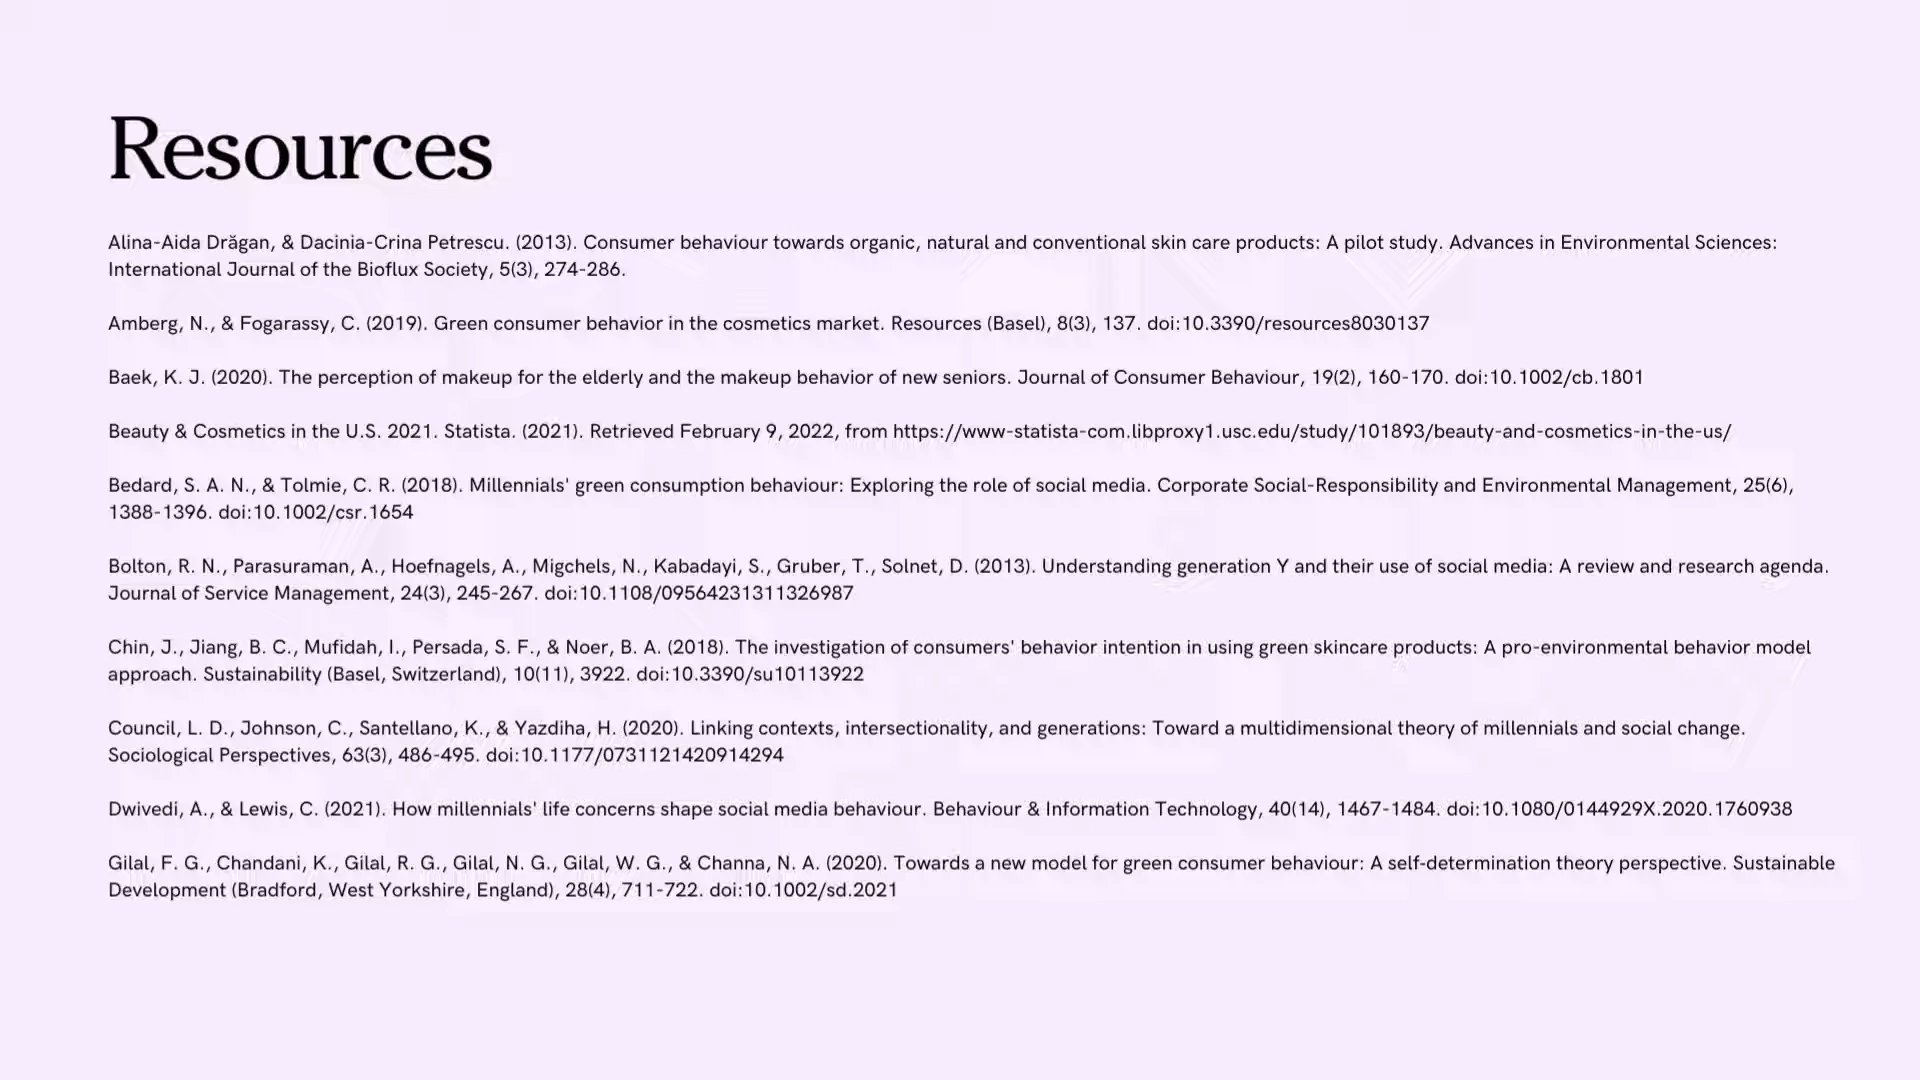 Resources
Alina-Aida Drăgan, & Dacinia-Crina Petrescu. (2013). Consumer behaviour towards organic, natural and conventional skin care products: A pilot study. Advances in Environmental Sciences:
International Journal of the Bioflux Society, 5(3), 274-286.
Amberg, N., & Fogarassy, C. (2019). Green consumer behavior in the cosmetics market. Resources (Basel), 8(3), 137. doi:10.3390/resources8030137
Baek, K. J. (2020). The perception of makeup for the elderly and the makeup behavior of new seniors. Journal of Consumer Behaviour, 19(2), 160-170. doi:10.1002/cb.1801
Beauty & Cosmetics in the U.S. 2021. Statista. (2021). Retrieved February 9, 2022, from https://www-statista-com.libproxy1.usc.edu/study/101893/beauty-and-cosmetics-in-the-us/
Bedard, S. A. N., & Tolmie, C. R. (2018). Millennials' green consumption behaviour: Exploring the role of social media. Corporate Social-Responsibility and Environmental Management, 25(6),
1388-1396. doi:10.1002/csr.1654
Bolton, R. N., Parasuraman, A., Hoefnagels, A., Migchels, N., Kabadayi, S., Gruber, T., Solnet, D. (2013). Understanding generation Y and their use of social media: A review and research agenda.
Journal of Service Management, 24(3), 245-267. doi:10.1108/09564231311326987
Chin, J., Jiang, B. C., Mufidah, I., Persada, S. F., & Noer, B. A. (2018). The investigation of consumers' behavior intention in using green skincare products: A pro-environmental behavior model
approach. Sustainability (Basel, Switzerland), 10(11), 3922. doi:10.3390/su10113922
Council, L. D., Johnson, C., Santellano, K., & Yazdiha, H. (2020). Linking contexts, intersectionality, and generations: Toward a multidimensional theory of millennials and social change.
Sociological Perspectives, 63(3), 486-495. doi:10.1177/0731121420914294
Dwivedi, A., & Lewis, C. (2021). How millennials' life concerns shape social media behaviour. Behaviour & Information Technology, 40(14), 1467-1484. doi:10.1080/0144929X.2020.1760938
Gilal, F. G., Chandani, K., Gilal, R. G., Gilal, N. G., Gilal, W. G., & Channa, N. A. (2020). Towards a new model for green consumer behaviour: A self-determination theory perspective. Sustainable
Development (Bradford, West Yorkshire, England), 28(4), 711-722. doi:10.1002/sd.2021